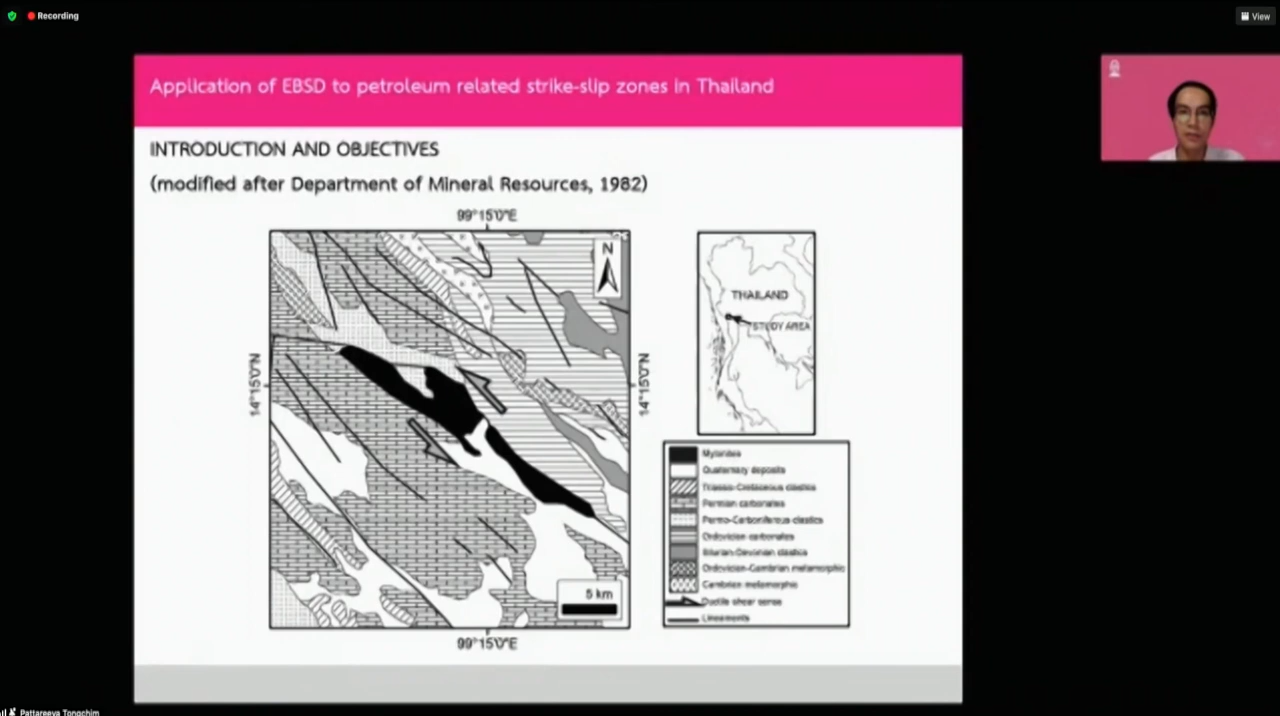 Recording
View
Application of EBSD to petroleum related strike-slip zones in Thailand
INTRODUCTION AND OBJECTIVES
(modified after Department of Mineral Resources, 1982)
99°15'0"E
N
14°15'0"N
14°15'0"N
5 km
99°15'0"E
THAILAND
STUDY AREA
Mylonites
Quaternary deposits
Triassic-Cretaceous clastics
Permian carbonates
Permo-Carboniferous clastics
Ordovician carbonates
Silurian-Devonian clastics
Ordovician-Cambrian metamorphic
Cambrian metamorphic
Ductile shear sense
Lineaments
Pattareeya Tongchim